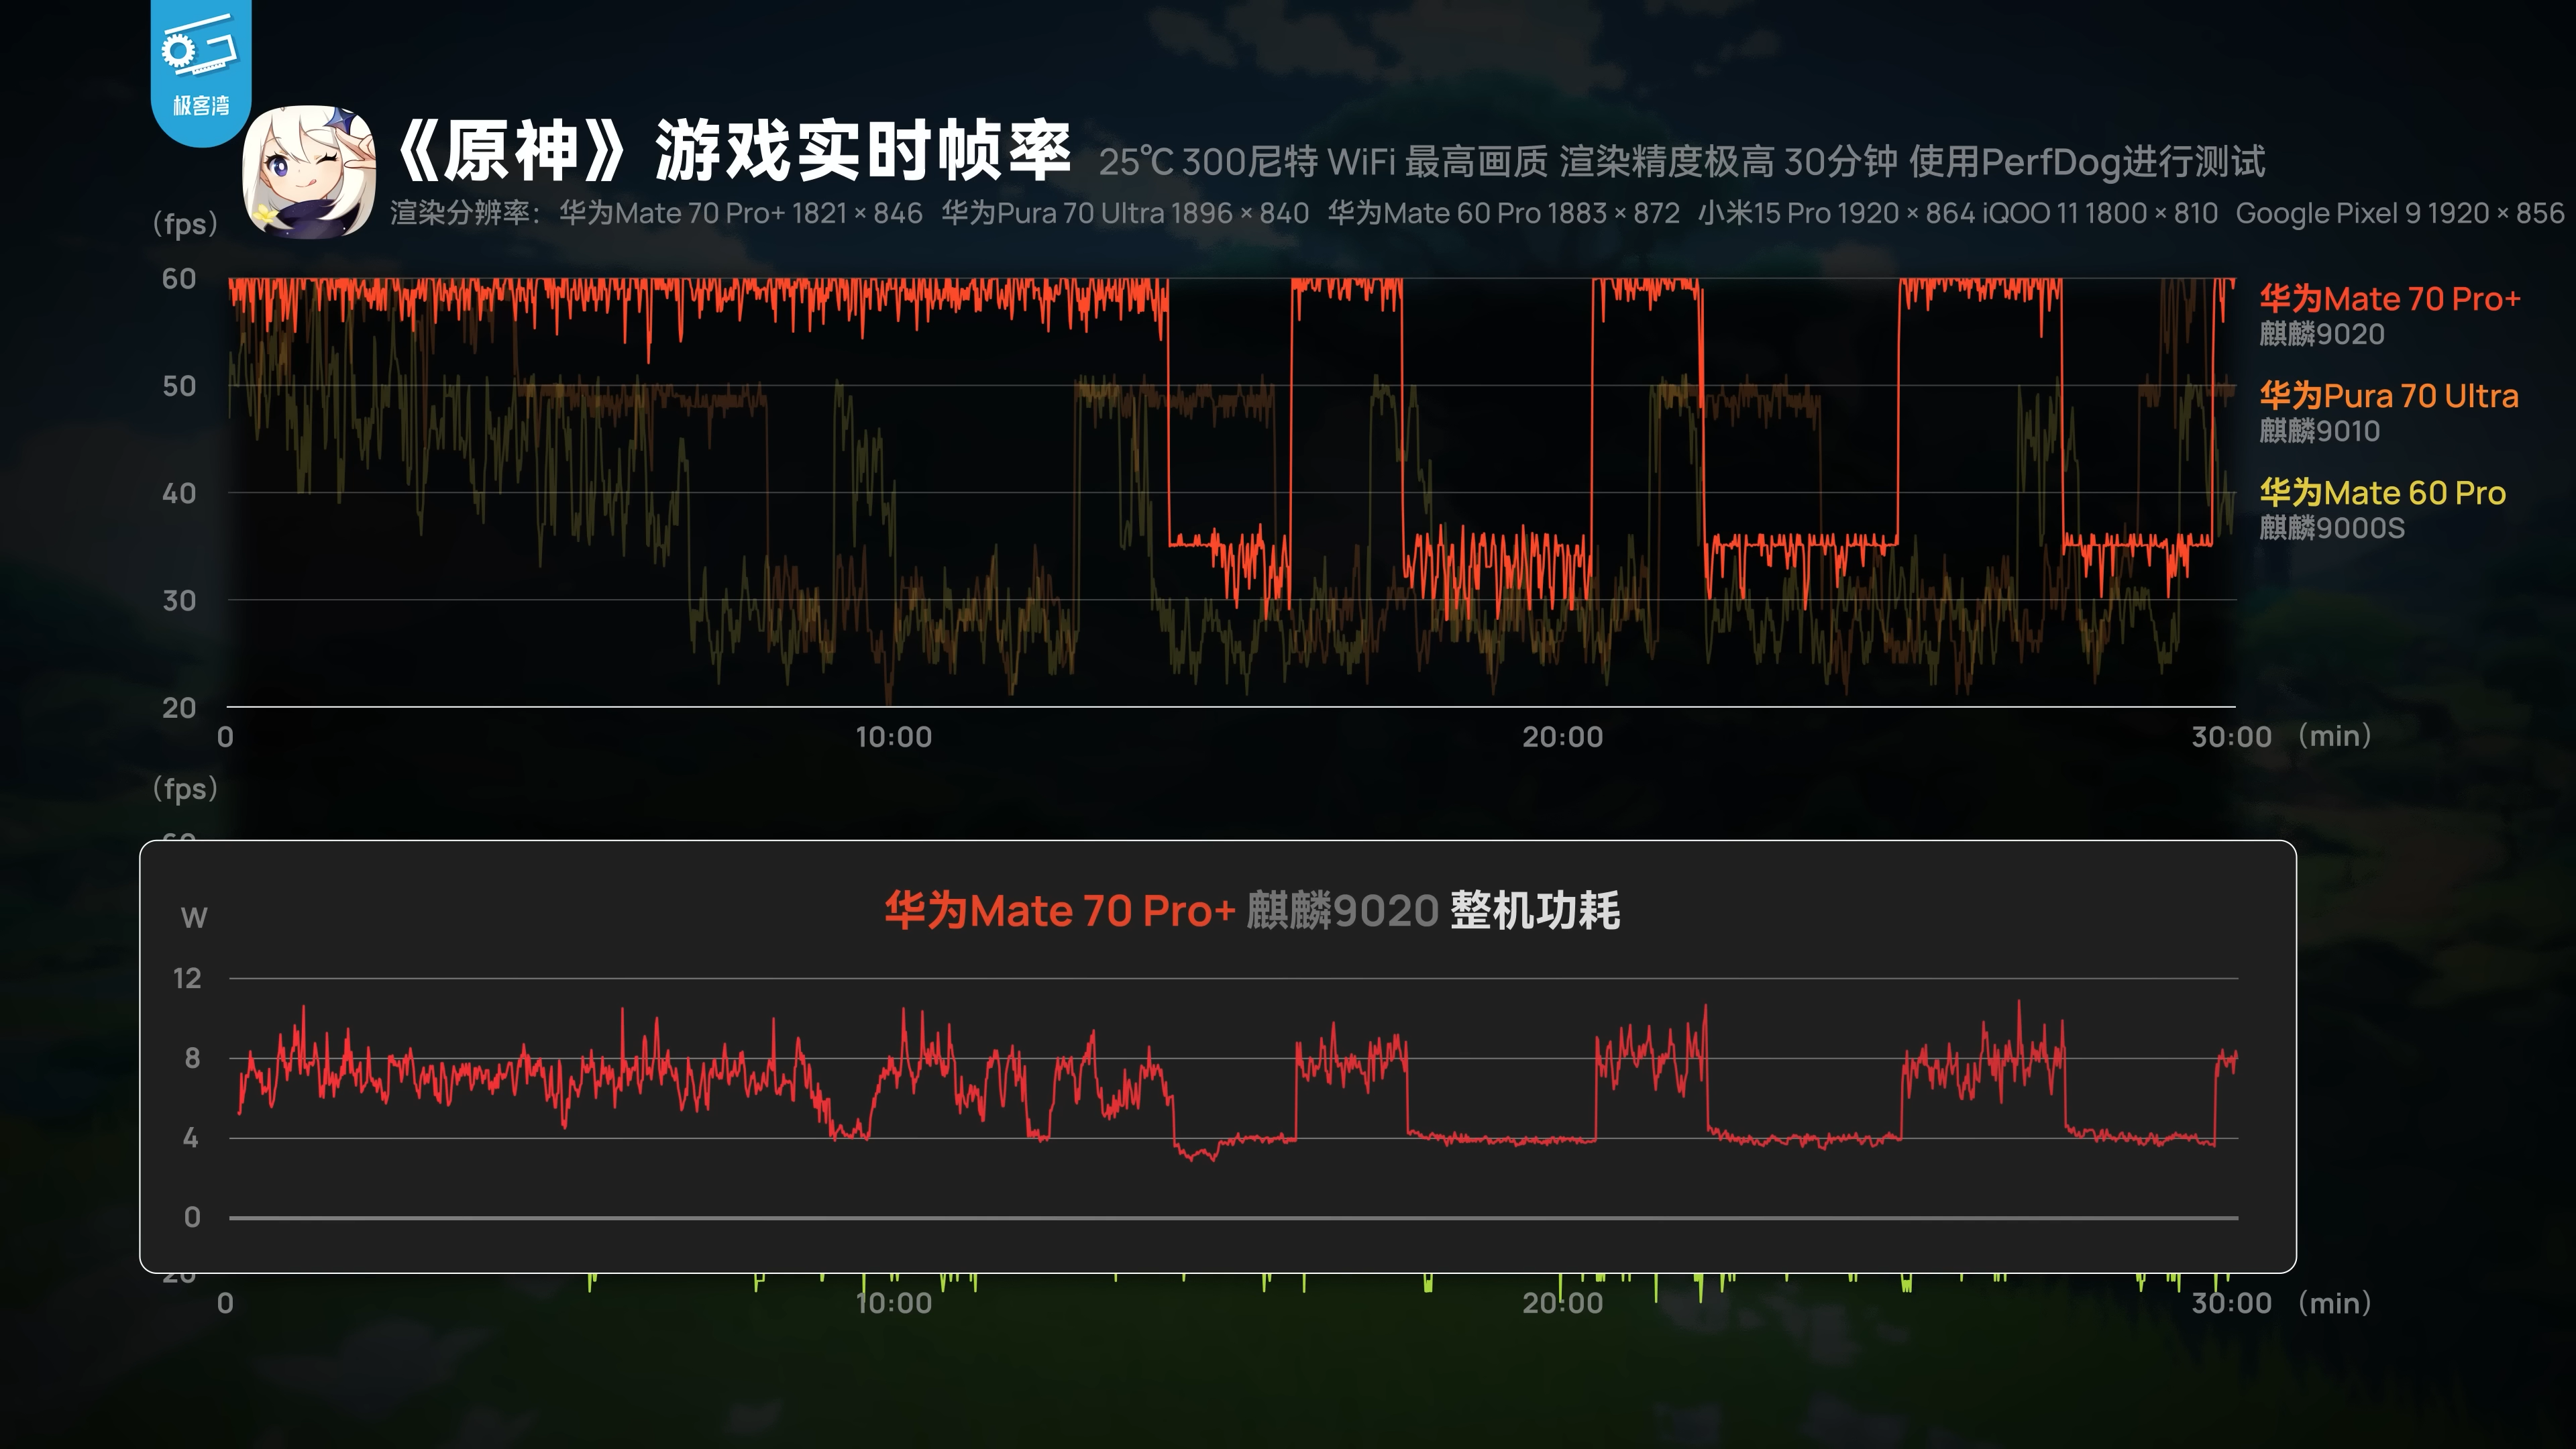 极客湾
《原神》游戏实时帧率 25℃ 300尼特 WiFi 最高画质 渲染精度极高 30分钟 使用PerfDog进行测试
渲染分辨率：华为Mate 70 Pro+ 1821 × 846 华为Pura 70 Ultra 1896 × 840 华为Mate 60 Pro 1883 × 872 小米15 Pro 1920 × 864 iQOO 11 1800 × 810 Google Pixel 9 1920 × 856
(fps)
60
50
40
30
20
0 10:00 20:00 30:00 (min)
华为Mate 70 Pro+
麒麟9020
华为Pura 70 Ultra
麒麟9010
华为Mate 60 Pro
麒麟9000S
(fps)
华为Mate 70 Pro+ 麒麟9020 整机功耗
W
12
8
4
0
0 10:00 20:00 30:00 (min)